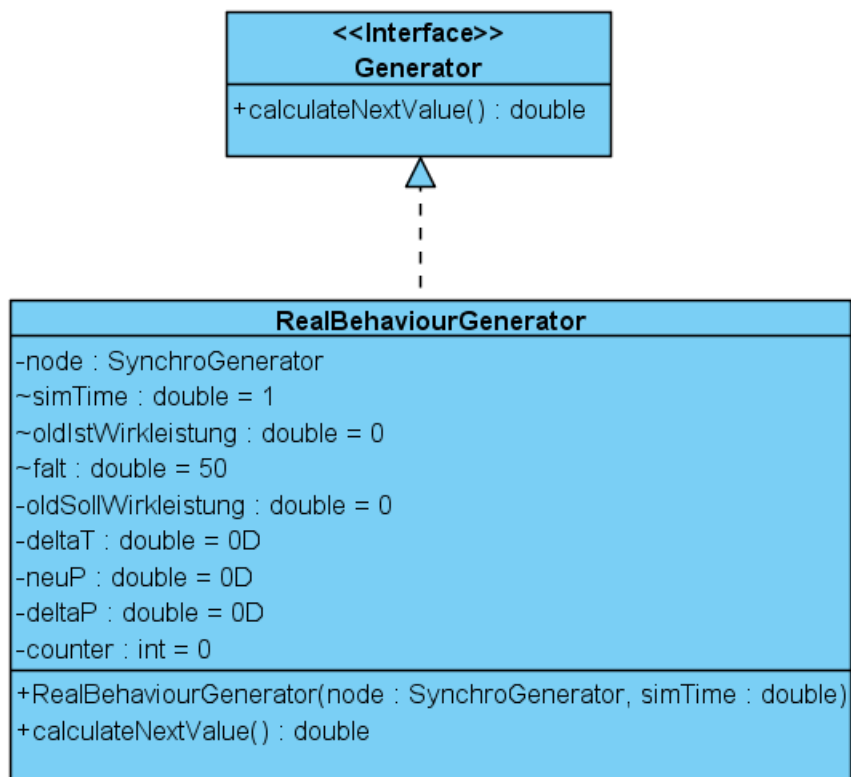 <<Interface>>
Generator
+calculateNextValue() : double
RealBehaviourGenerator
-node : SynchroGenerator
~simTime : double = 1
~oldIstWirkleistung : double = 0
~falt : double = 50
-oldSollWirkleistung : double = 0
-deltaT : double = 0D
-neuP : double = 0D
-deltaP : double = 0D
-counter : int = 0
+RealBehaviourGenerator(node : SynchroGenerator, simTime : double)
+calculateNextValue() : double